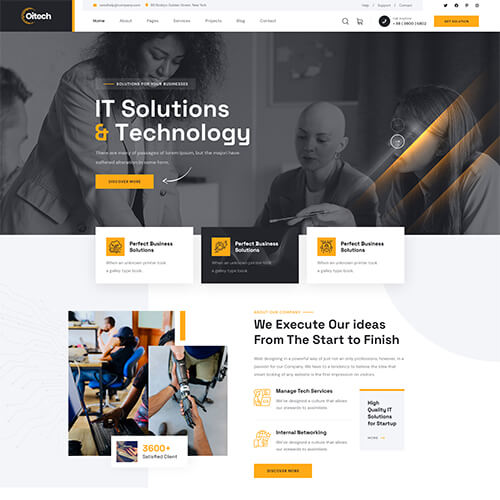 Oitech
needhelp@company.com
88 Broklyn Golden Street. New York
Help / Support / Contact
Home About Pages Services Projects Blog Contact
Call Anytime
+ 98 ( 9800 ) 6802
GET SOLUTION
SOLUTIONS FOR YOUR BUSINESSES
IT Solutions
& Technology
There are many of passages of lorem Ipsum, but the majori have
suffered alteration in some form.
DISCOVER MORE
Perfect Business
Solutions
When an unknown printer took
a galley type book.
Perfect Business
Solutions
When an unknown printer took
a galley type book.
Perfect Business
Solutions
When an unknown printer took
a galley type book.
ABOUT OUR COMPANY
We Execute Our ideas
From The Start to Finish
Web designing in a powerful way of just not an only professions, however, in
a passion for our Company. We have to a tendency to believe the idea that
smart looking of any website is the first impression on visitors.
Manage Tech Services
We've designed a culture that allows
our stewards to assimilate.
Internal Networking
We've designed a culture that allows
our stewards to assimilate.
High
Quality IT
Solutions
for Startup
MORE
3600+
Satisfied Client
DISCOVER MORE